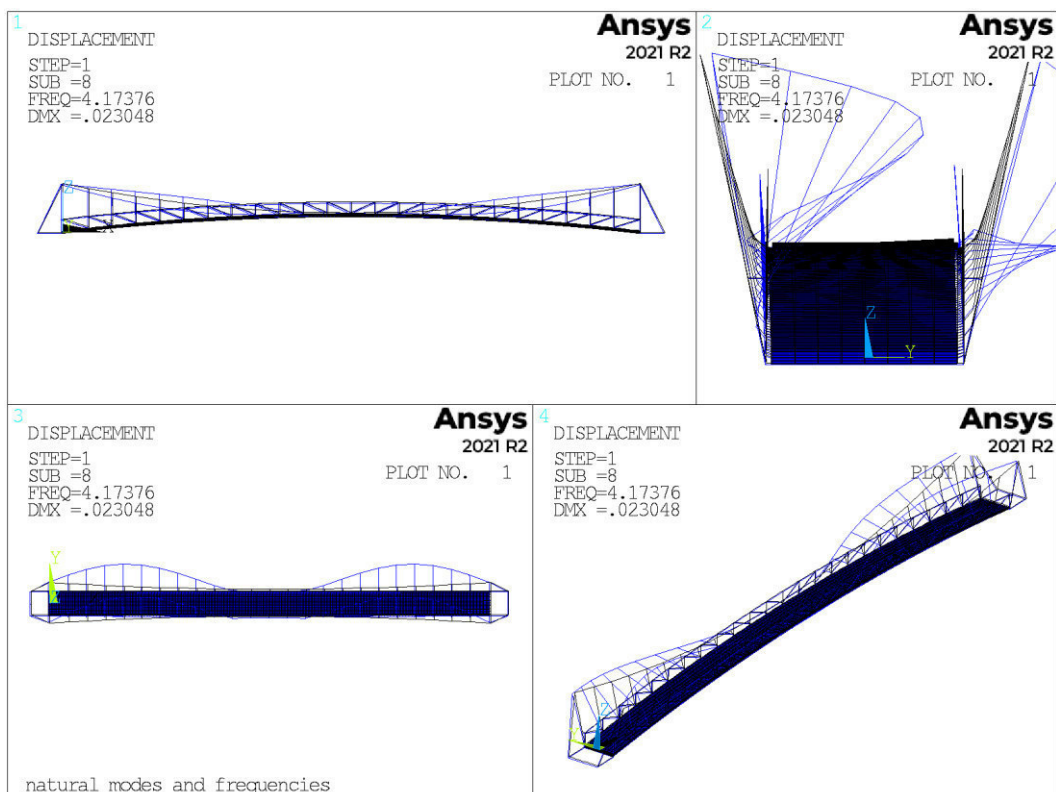 1
Ansys
2021 R2
DISPLACEMENT
STEP=1
SUB =8
FREQ=4.17376
DMX =.023048
PLOT NO. 1
Z
X
2
Ansys
2021 R2
DISPLACEMENT
STEP=1
SUB =8
FREQ=4.17376
DMX =.023048
PLOT NO. 1
Z
Y
3
Ansys
2021 R2
DISPLACEMENT
STEP=1
SUB =8
FREQ=4.17376
DMX =.023048
PLOT NO. 1
Y
natural modes and frequencies
4
Ansys
2021 R2
DISPLACEMENT
STEP=1
SUB =8
FREQ=4.17376
DMX =.023048
PLOT NO. 1
Z
Y